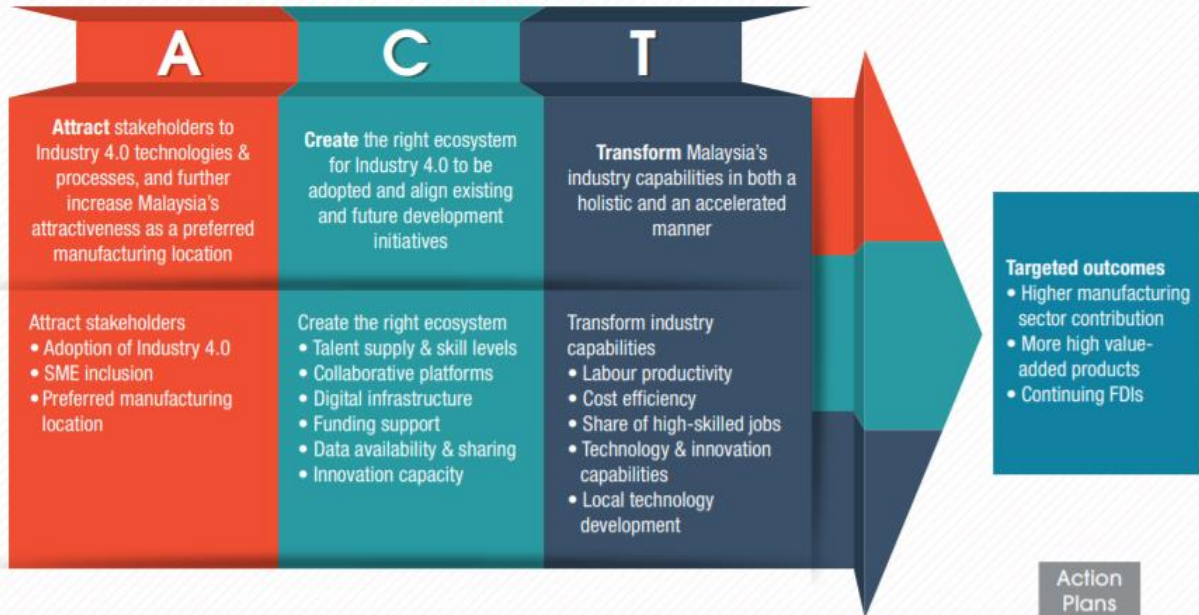 A
C
T
Attract stakeholders to
Industry 4.0 technologies &
processes, and further
increase Malaysia's
attractiveness as a preferred
manufacturing location
Create the right ecosystem
for Industry 4.0 to be
adopted and align existing
and future development
initiatives
Transform Malaysia's
industry capabilities in both a
holistic and an accelerated
manner
Attract stakeholders
• Adoption of Industry 4.0
• SME inclusion
• Preferred manufacturing
location
Create the right ecosystem
• Talent supply & skill levels
• Collaborative platforms
• Digital infrastructure
• Funding support
• Data availability & sharing
• Innovation capacity
Transform industry
capabilities
• Labour productivity
• Cost efficiency
• Share of high-skilled jobs
• Technology & innovation
capabilities
• Local technology
development
Targeted outcomes
• Higher manufacturing
sector contribution
• More high value-
added products
• Continuing FDIs
Action
Plans